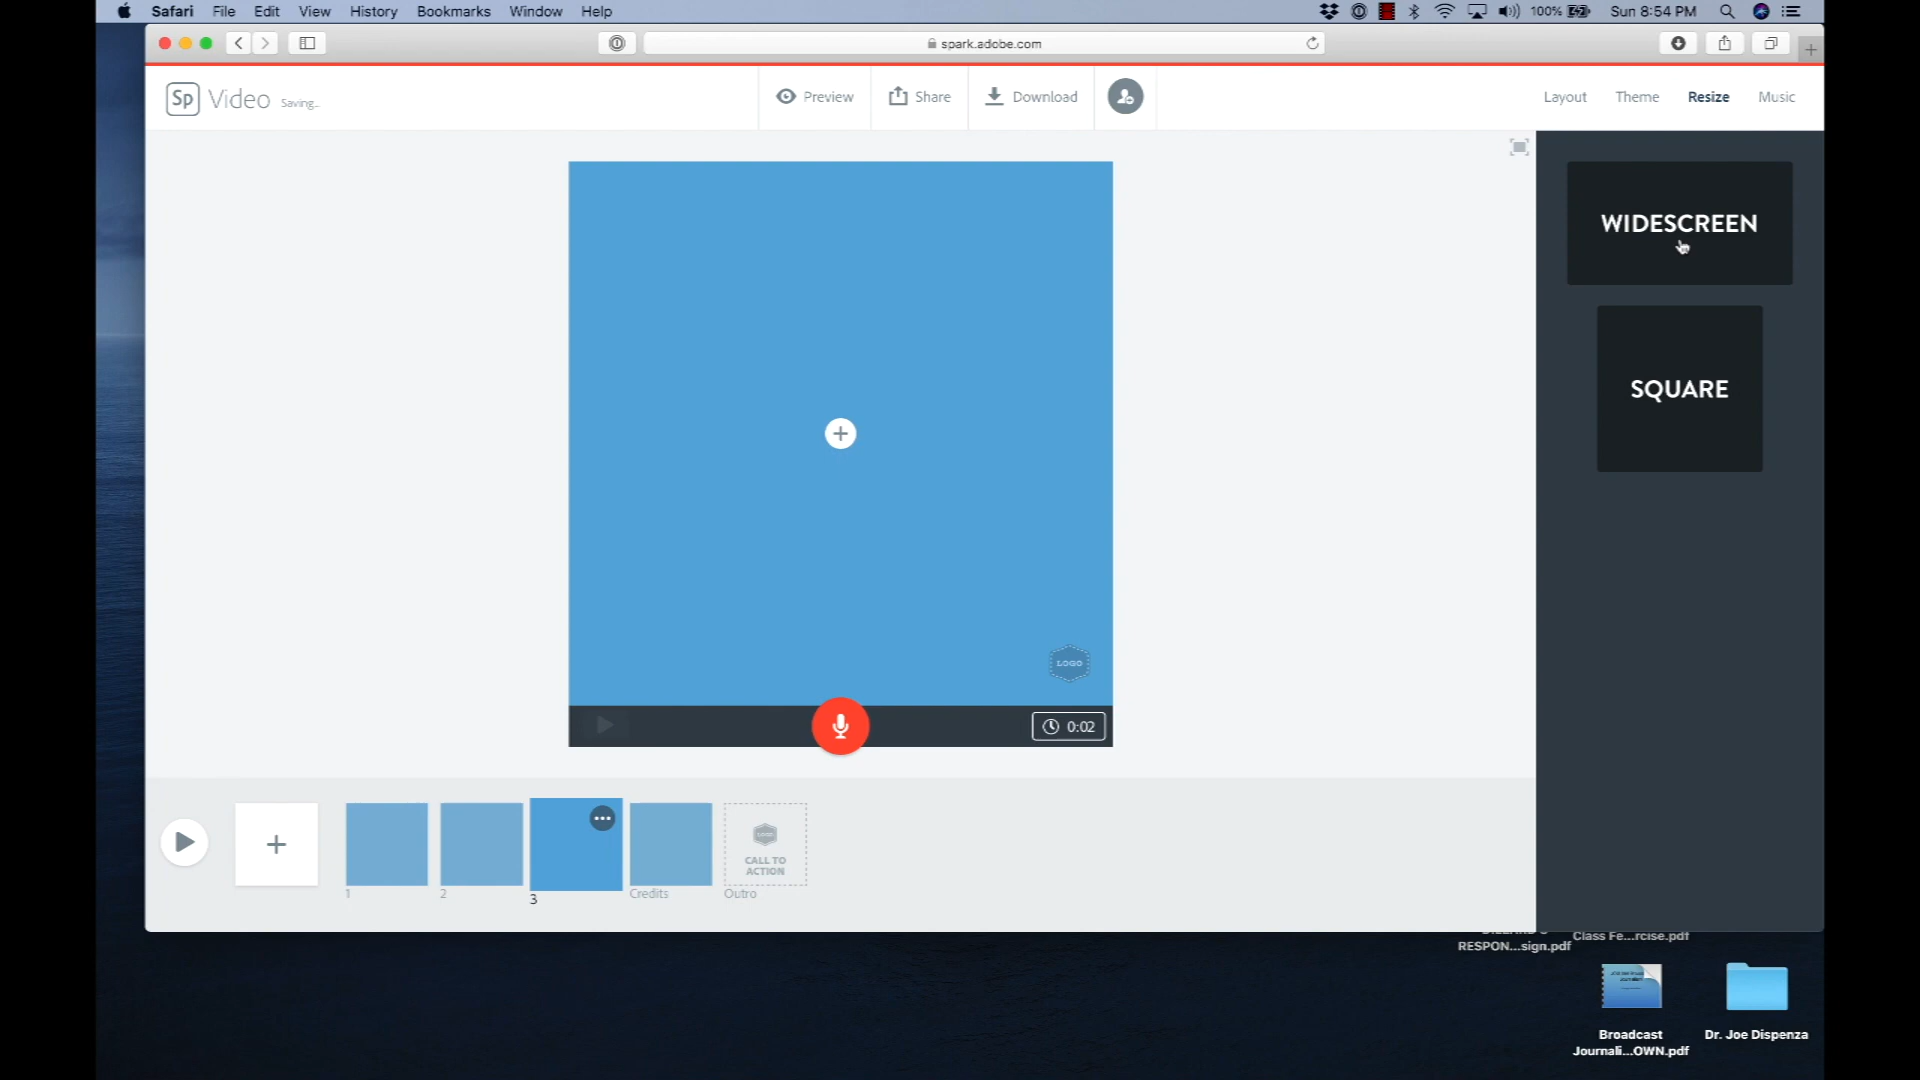 Safari File Edit View History Bookmarks Window Help 100% Sun 8:54 PM
spark.adobe.com
Sp Video Saving... Preview Share Download Layout Theme Resize Music
WIDESCREEN
SQUARE
LOGO
0:02
CALL TO
ACTION
1 2 3 Credits Outro
RESPON...sign.pdf
Class Fe...rcise.pdf
Broadcast
Journali...OWN.pdf
Dr. Joe Dispenza